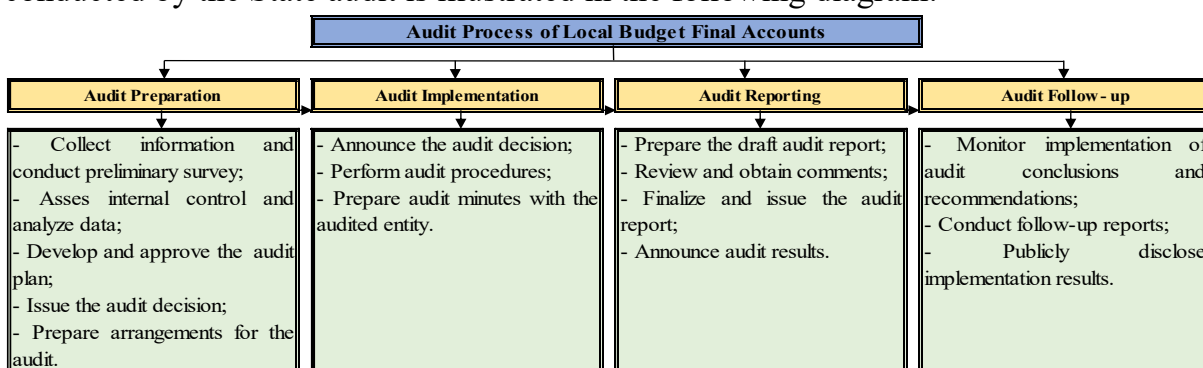 conducted by the State audit is illustrated in the following diagram:
Audit Process of Local Budget Final Accounts
Audit Preparation
Audit Implementation
Audit Reporting
Audit Follow- up
- Collect information and
conduct preliminary survey;
- Asses internal control and
analyze data;
- Develop and approve the audit
plan;
- Issue the audit decision;
- Prepare arrangements for the
audit.
- Announce the audit decision;
- Perform audit procedures;
- Prepare audit minutes with the
audited entity.
- Prepare the draft audit report;
- Review and obtain comments;
- Finalize and issue the audit
report;
- Announce audit results.
- Monitor implementation of
audit conclusions and
recommendations;
- Conduct follow-up reports;
- Publicly disclose
implementation results.